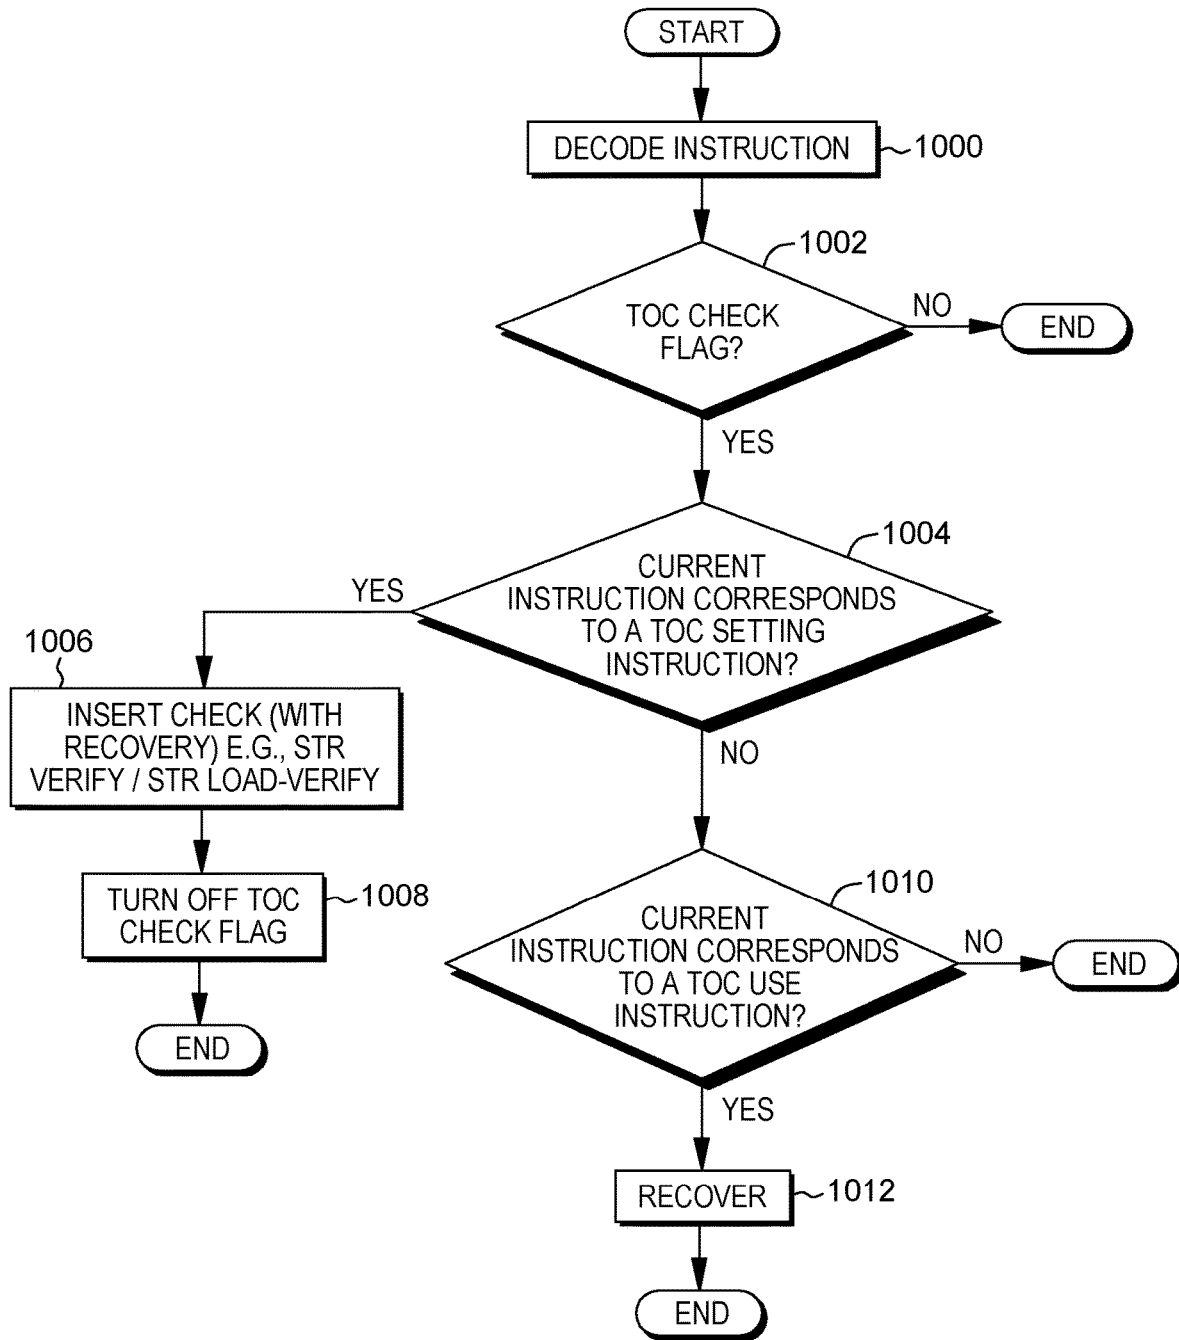 START
DECODE INSTRUCTION
1000
1002
TOC CHECK
FLAG?
NO
END
YES
1004
CURRENT
INSTRUCTION CORRESPONDS
TO A TOC SETTING
INSTRUCTION?
YES
1006
INSERT CHECK (WITH
RECOVERY) E.G., STR
VERIFY / STR LOAD-VERIFY
TURN OFF TOC
CHECK FLAG
1008
END
NO
1010
CURRENT
INSTRUCTION CORRESPONDS
TO A TOC USE
INSTRUCTION?
NO
END
YES
RECOVER
1012
END